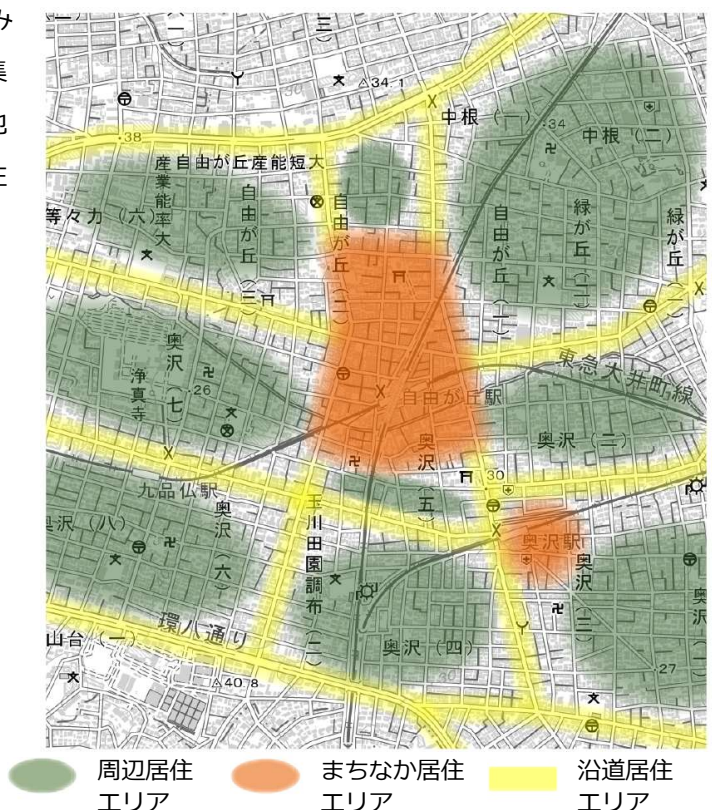 み
集
中根（一）
中根（二）
34.1
34
38
産業能率大
自由が丘産能短大
等々力（六）
自由が丘（三）
自由が丘（二）
自由が丘（一）
緑が丘（二）
緑が丘（一）
奥沢（七）
浄真寺
26
自由が丘駅
東急大井町線
奥沢（二）
奥沢（五）
30
九品仏駅
奥沢（八）
奥沢（六）
玉川田園調布（二）
奥沢駅
奥沢（三）
環八通り
奥沢（四）
27
40.8
周辺居住
エリア
まちなか居住
エリア
沿道居住
エリア